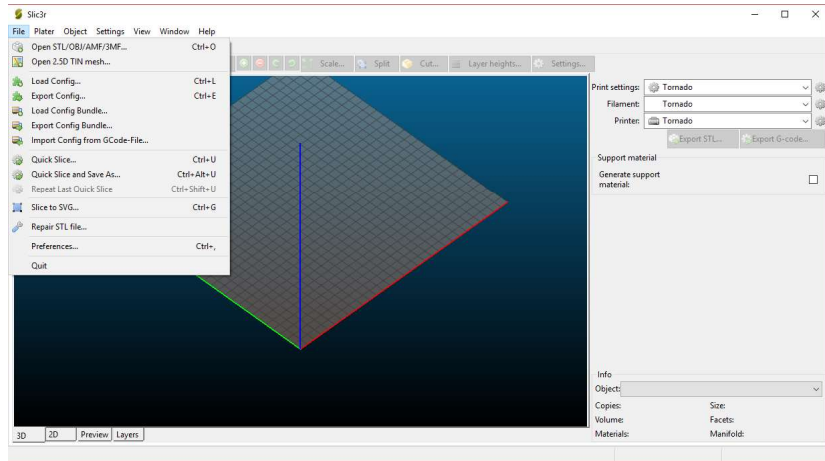 Slic3r
File Plater Object Settings View Window Help
Open STL/OBJ/AMF/3MF... Ctrl+O
Open 2.5D TIN mesh...
Load Config... Ctrl+L
Export Config... Ctrl+E
Load Config Bundle...
Export Config Bundle...
Import Config from GCode-File...
Quick Slice... Ctrl+U
Quick Slice and Save As... Ctrl+Alt+U
Repeat Last Quick Slice Ctrl+Shift+U
Slice to SVG... Ctrl+G
Repair STL file...
Preferences... Ctrl+,
Quit
Scale... Split Cut... Layer heights... Settings...
Print settings: Tornado
Filament: Tornado
Printer: Tornado
Export STL... Export G-code...
Support material
Generate support
material:
Info
Object:
Copies: Size:
Volume: Facets:
Materials: Manifold:
3D 2D Preview Layers